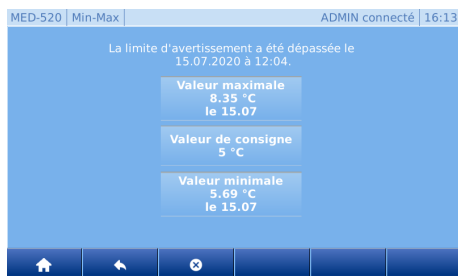 MED-520 Min-Max ADMIN connecté 16:13
La limite d'avertissement a été dépassée le
15.07.2020 à 12:04.
Valeur maximale
8.35 °C
le 15.07
Valeur de consigne
5 °C
Valeur minimale
5.69 °C
le 15.07